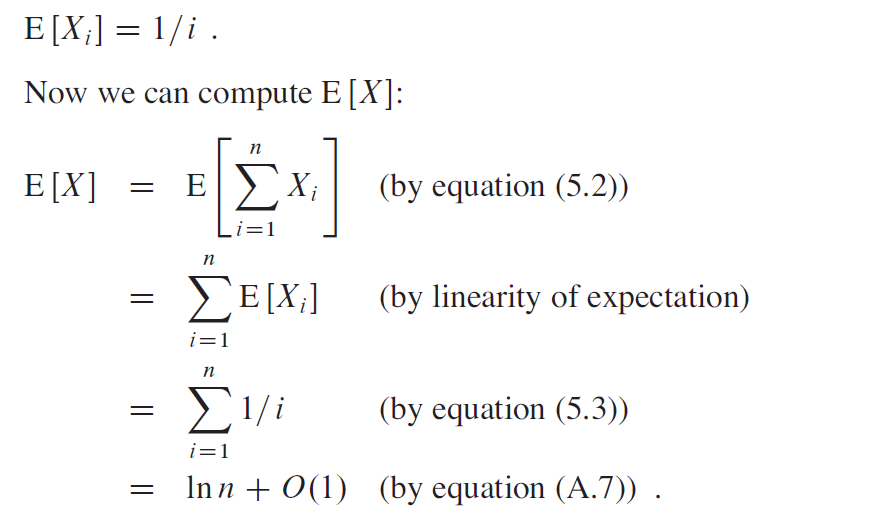 E[X_i] = 1/i .
Now we can compute E[X]:
E[X] = E[∑_{i=1}^{n} X_i] (by equation (5.2))
= ∑_{i=1}^{n} E[X_i] (by linearity of expectation)
= ∑_{i=1}^{n} 1/i (by equation (5.3))
= ln n + O(1) (by equation (A.7)) .